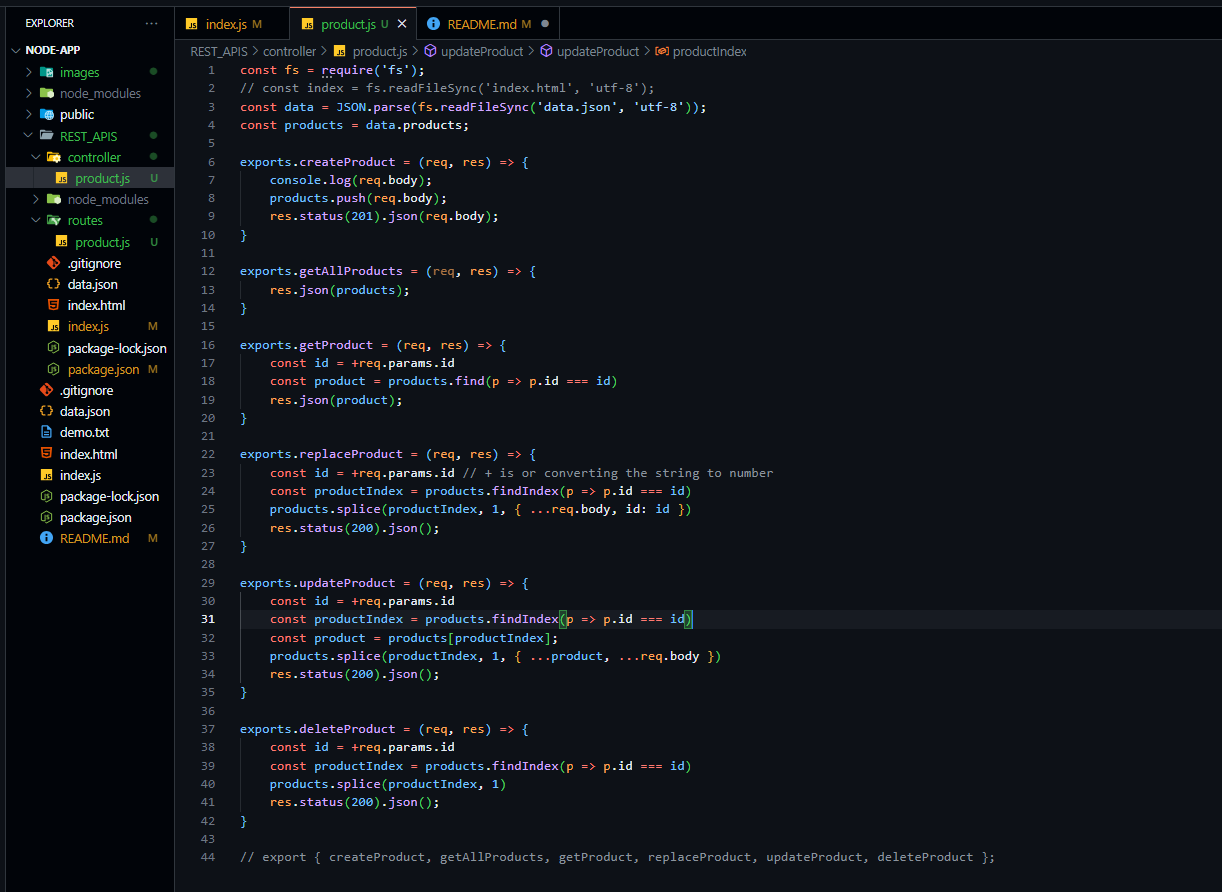 EXPLORER ...
NODE-APP
images
node_modules
public
REST_APIS
controller
product.js U
node_modules
routes
product.js U
.gitignore
data.json
index.html
index.js M
package-lock.json
package.json M
.gitignore
data.json
demo.txt
index.html
index.js
package-lock.json
package.json
README.md M
index.js M product.js U README.md M
REST_APIS > controller > product.js > updateProduct > updateProduct > productIndex
1 const fs = require('fs');
2 // const index = fs.readFileSync('index.html', 'utf-8');
3 const data = JSON.parse(fs.readFileSync('data.json', 'utf-8'));
4 const products = data.products;
5
6 exports.createProduct = (req, res) => {
7 console.log(req.body);
8 products.push(req.body);
9 res.status(201).json(req.body);
10 }
11
12 exports.getAllProducts = (req, res) => {
13 res.json(products);
14 }
15
16 exports.getProduct = (req, res) => {
17 const id = +req.params.id
18 const product = products.find(p => p.id === id)
19 res.json(product);
20 }
21
22 exports.replaceProduct = (req, res) => {
23 const id = +req.params.id // + is or converting the string to number
24 const productIndex = products.findIndex(p => p.id === id)
25 products.splice(productIndex, 1, { ...req.body, id: id })
26 res.status(200).json();
27 }
28
29 exports.updateProduct = (req, res) => {
30 const id = +req.params.id
31 const productIndex = products.findIndex(p => p.id === id)
32 const product = products[productIndex];
33 products.splice(productIndex, 1, { ...product, ...req.body })
34 res.status(200).json();
35 }
36
37 exports.deleteProduct = (req, res) => {
38 const id = +req.params.id
39 const productIndex = products.findIndex(p => p.id === id)
40 products.splice(productIndex, 1)
41 res.status(200).json();
42 }
43
44 // export { createProduct, getAllProducts, getProduct, replaceProduct, updateProduct, deleteProduct };